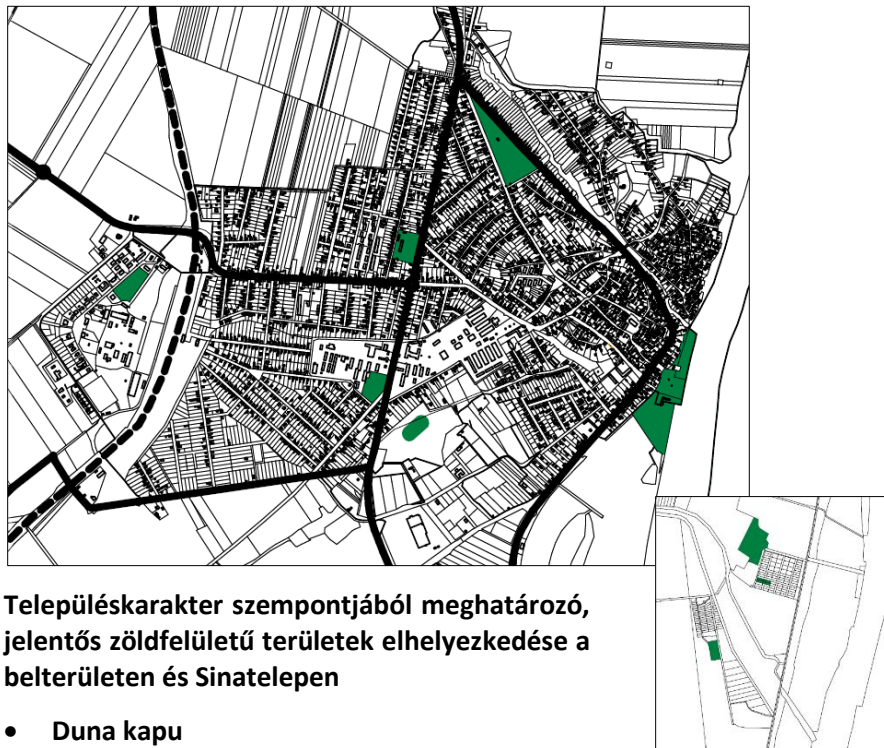 Településkarakter szempontjából meghatározó,
jelentős zöldfelületű területek elhelyezkedése a
belterületen és Sinatelepen
• Duna kapu